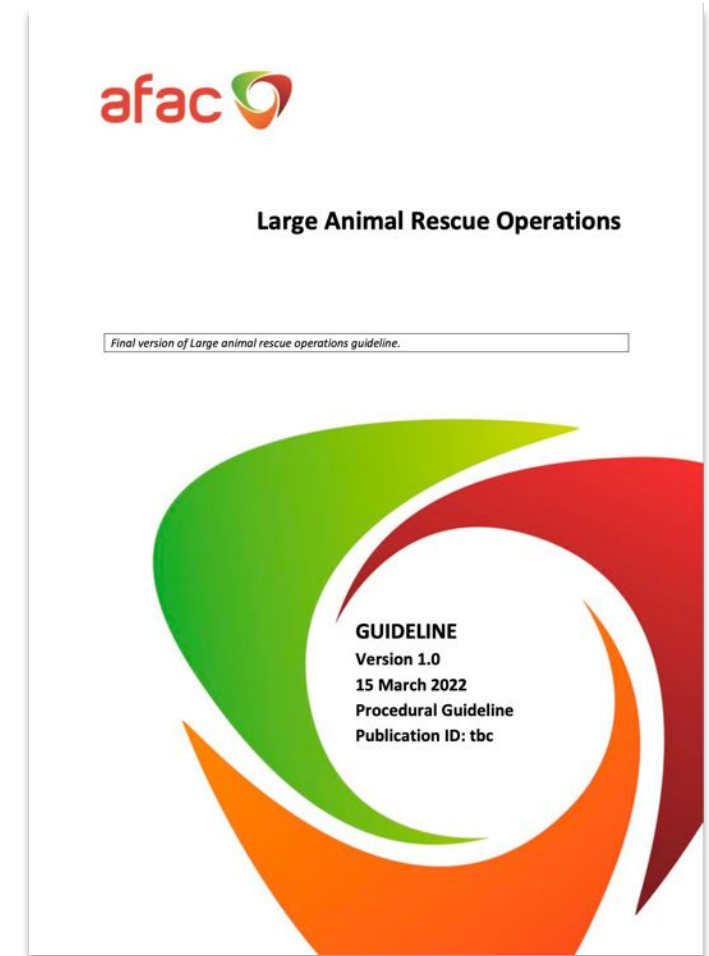 afac
Large Animal Rescue Operations
Final version of Large animal rescue operations guideline.
GUIDELINE
Version 1.0
15 March 2022
Procedural Guideline
Publication ID: tbc